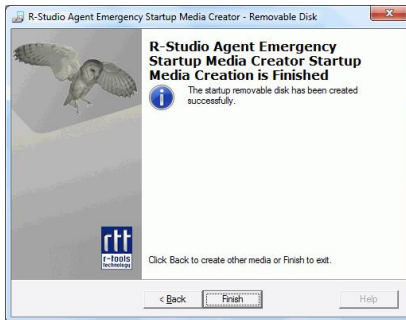 R-Studio Agent Emergency Startup Media Creator - Removable Disk
R-Studio Agent Emergency
Startup Media Creator Startup
Media Creation is Finished
The startup removable disk has been created
successfully.
rtt
r-tools
technology
Click Back to create other media or Finish to exit.
< Back
Finish
Help